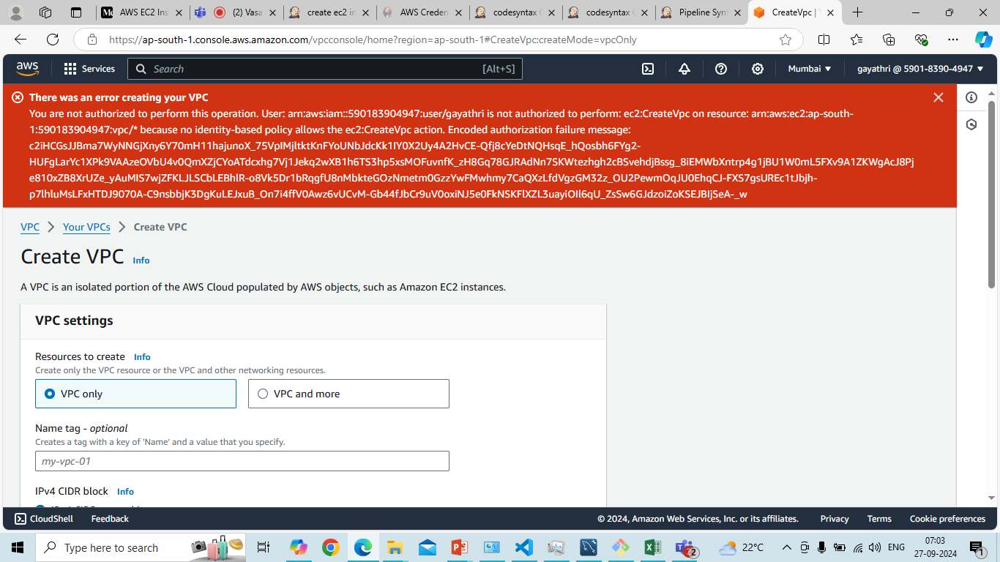 AWS EC2 Ins
(2) Vasa
create ec2 in
AWS Creden
codesyntax
codesyntax
Pipeline Syn
CreateVpc |
https://ap-south-1.console.aws.amazon.com/vpcconsole/home?region=ap-south-1#CreateVpc:createMode=vpcOnly
aws
Services
Search
[Alt+S]
Mumbai
gayathri @ 5901-8390-4947
There was an error creating your VPC
You are not authorized to perform this operation. User: arn:aws:iam::590183904947:user/gayathri is not authorized to perform: ec2:CreateVpc on resource: arn:aws:ec2:ap-south-
1:590183904947:vpc/* because no identity-based policy allows the ec2:CreateVpc action. Encoded authorization failure message:
VPC
Your VPCs
Create VPC
Create VPC Info
A VPC is an isolated portion of the AWS Cloud populated by AWS objects, such as Amazon EC2 instances.
VPC settings
Resources to create Info
Create only the VPC resource or the VPC and other networking resources.
VPC only
VPC and more
Name tag - optional
Creates a tag with a key of 'Name' and a value that you specify.
my-vpc-01
IPv4 CIDR block Info
CloudShell
Feedback
© 2024, Amazon Web Services, Inc. or its affiliates.
Privacy
Terms
Cookie preferences
Type here to search
2
22°C
ENG
07:03
27-09-2024
1